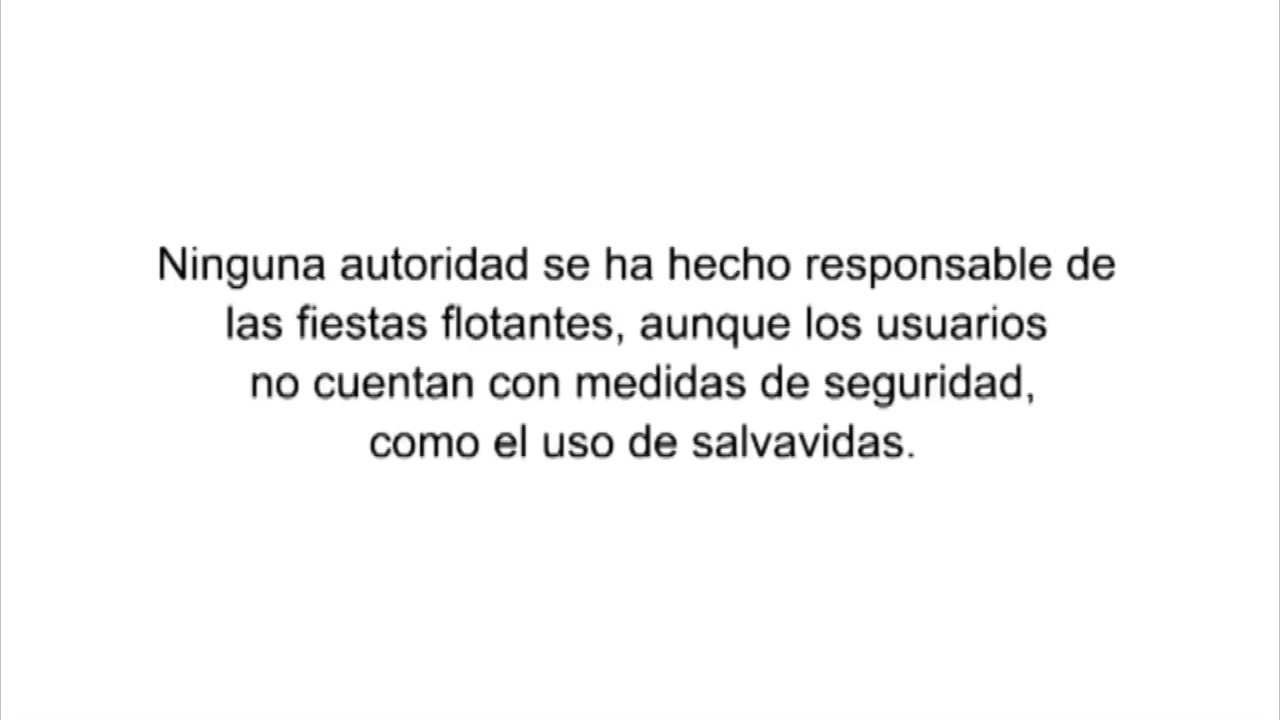 Ninguna autoridad se ha hecho responsable de
las fiestas flotantes, aunque los usuarios
no cuentan con medidas de seguridad,
como el uso de salvavidas.